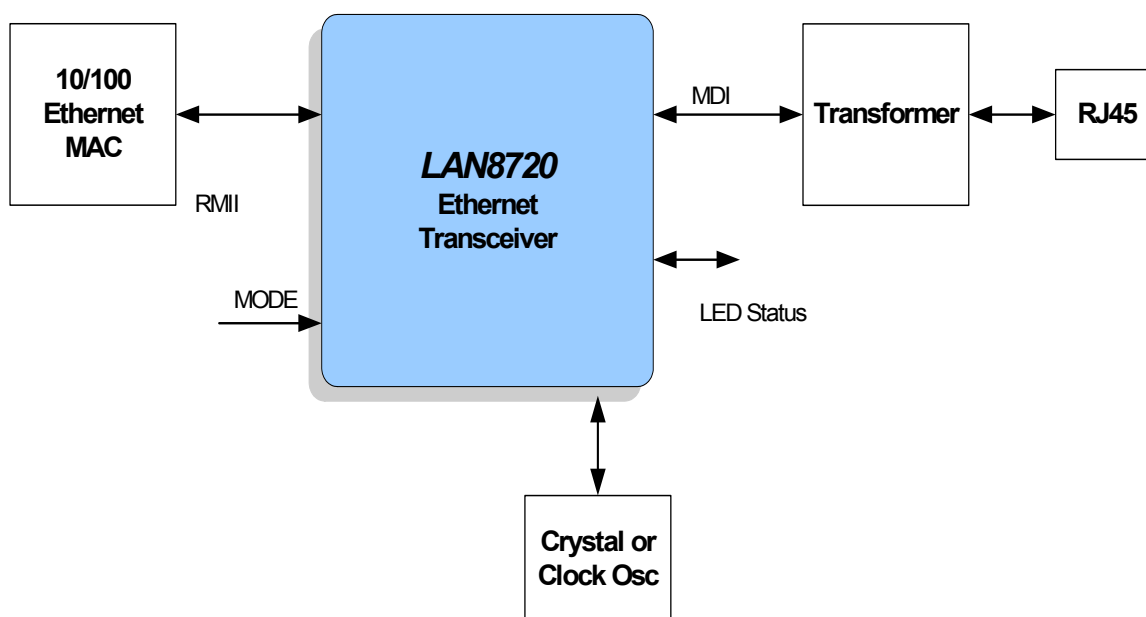 10/100
Ethernet
MAC
RMII
MODE
LAN8720
Ethernet
Transceiver
MDI
Transformer
RJ45
LED Status
Crystal or
Clock Osc